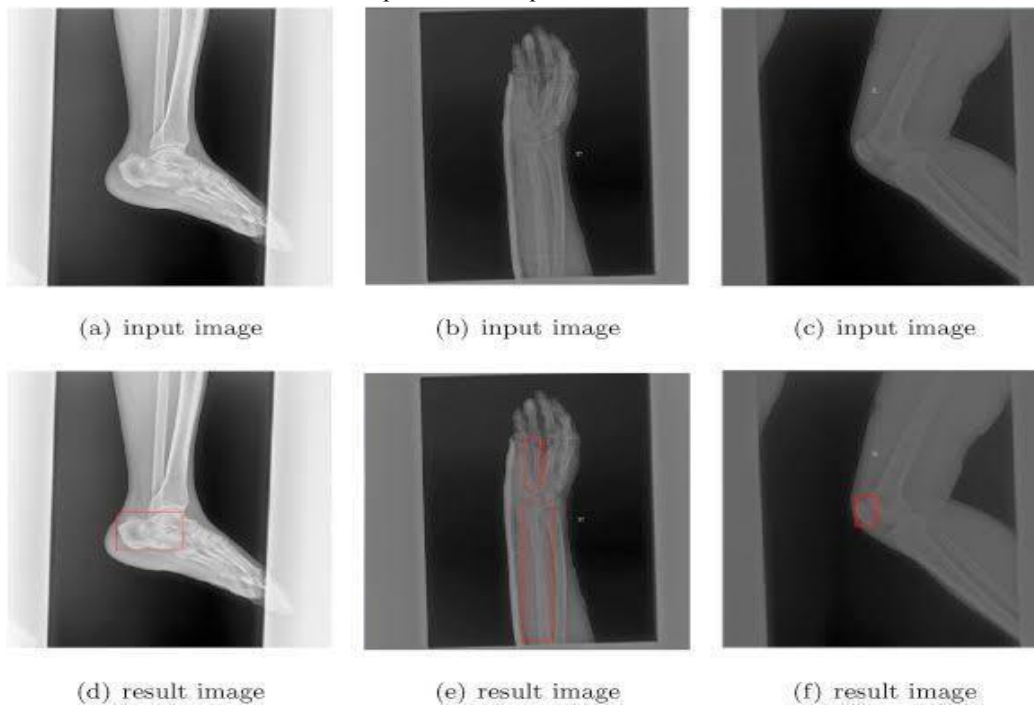 (a) input image
(b) input image
(c) input image
(d) result image
(e) result image
(f) result image